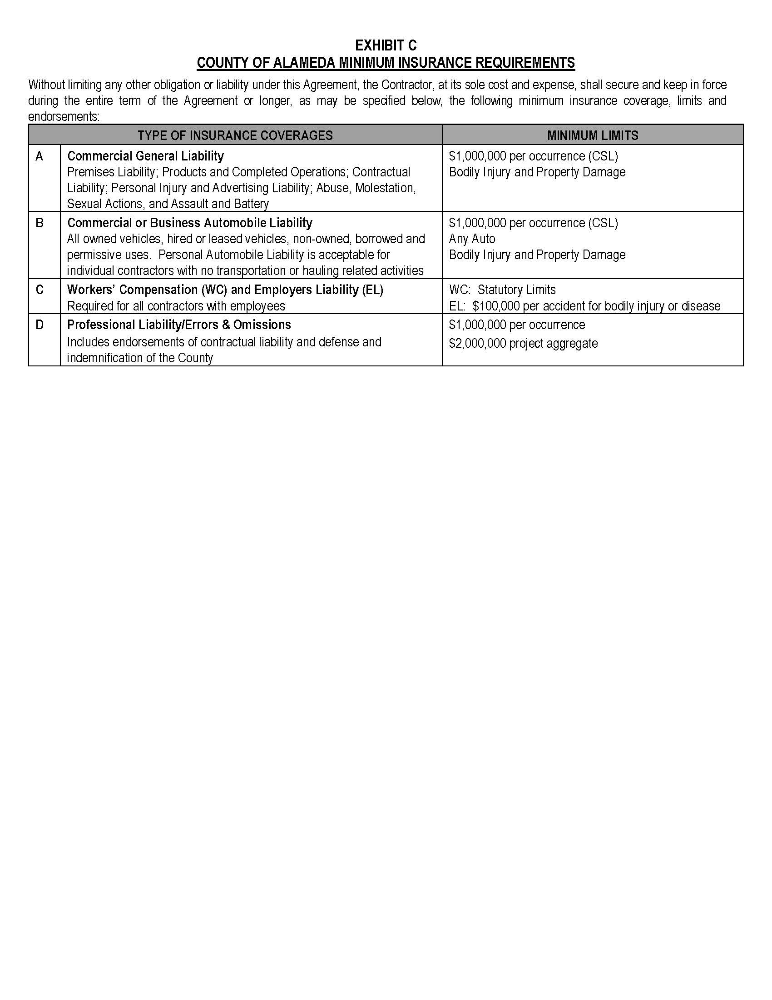 EXHIBIT C
COUNTY OF ALAMEDA MINIMUM INSURANCE REQUIREMENTS
Without limiting any other obligation or liability under this Agreement, the Contractor, at its sole cost and expense, shall secure and keep in force
during the entire term of the Agreement or longer, as may be specified below, the following minimum insurance coverage, limits and
endorsements:
TYPE OF INSURANCE COVERAGES
MINIMUM LIMITS
A
Commercial General Liability
Premises Liability; Products and Completed Operations; Contractual
Liability; Personal Injury and Advertising Liability; Abuse, Molestation,
Sexual Actions, and Assault and Battery
$1,000,000 per occurrence (CSL)
Bodily Injury and Property Damage
B
Commercial or Business Automobile Liability
All owned vehicles, hired or leased vehicles, non-owned, borrowed and
permissive uses.  Personal Automobile Liability is acceptable for
individual contractors with no transportation or hauling related activities
$1,000,000 per occurrence (CSL)
Any Auto
Bodily Injury and Property Damage
C
Workers’ Compensation (WC) and Employers Liability (EL)
Required for all contractors with employees
WC:  Statutory Limits
EL:  $100,000 per accident for bodily injury or disease
D
Professional Liability/Errors & Omissions
Includes endorsements of contractual liability and defense and
indemnification of the County
$1,000,000 per occurrence
$2,000,000 project aggregate